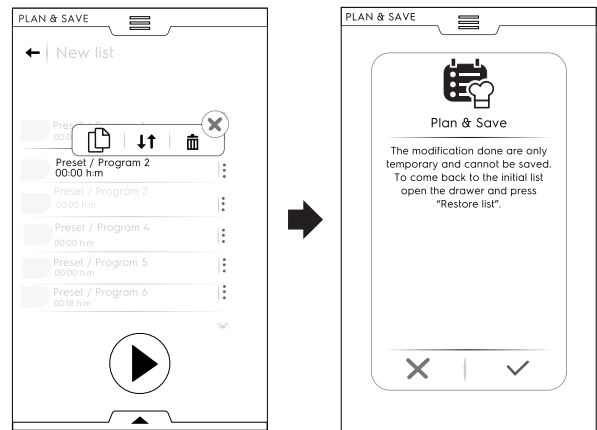 PLAN & SAVE
New list
Preset / Program 2
00:00 h:m
Preset / Program 3
00:00 h:m
Preset / Program 4
00:00 h:m
Preset / Program 5
00:00 h:m
Preset / Program 6
00:18 h:m
PLAN & SAVE
Plan & Save
The modification done are only
temporary and cannot be saved.
To come back to the initial list
open the drawer and press
"Restore list".